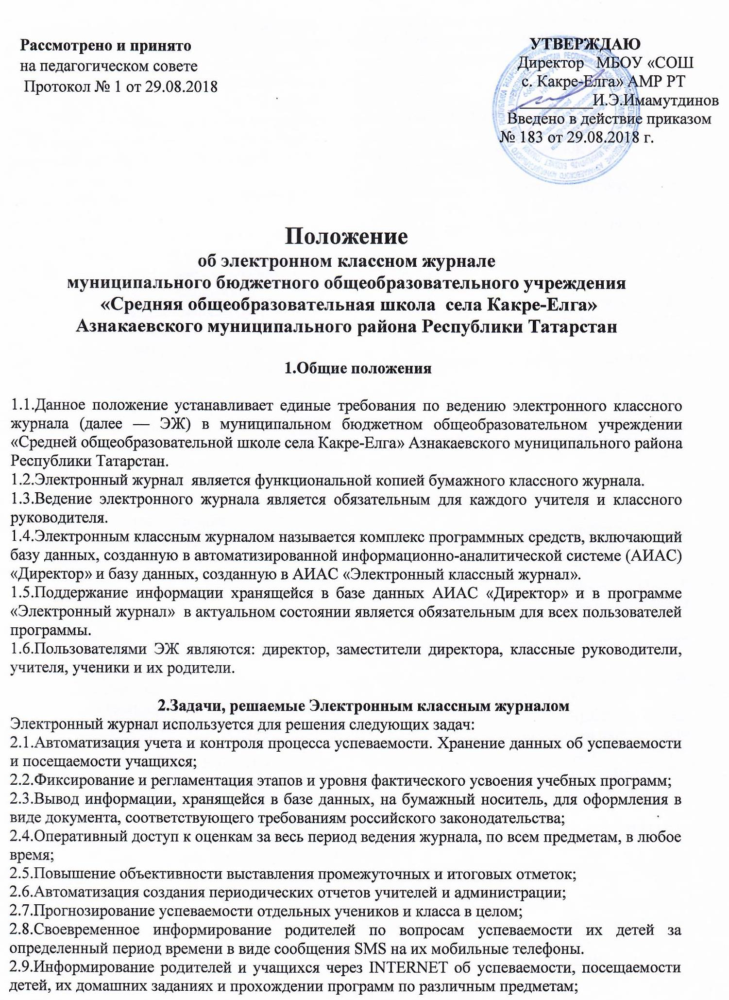 Рассмотрено и принято
на педагогическом совете
Протокол № 1 от 29.08.2018
УТВЕРЖДАЮ
Директор МБОУ «СОШ
с. Какре-Елга» АМР РТ
_________И.Э.Имамутдинов
Введено в действие приказом
№ 183 от 29.08.2018 г.
Положение
об электронном классном журнале
муниципального бюджетного общеобразовательного учреждения
«Средняя общеобразовательная школа села Какре-Елга»
Азнакаевского муниципального района Республики Татарстан
1.Общие положения
1.1.Данное положение устанавливает единые требования по ведению электронного классного
журнала (далее — ЭЖ) в муниципальном бюджетном общеобразовательном учреждении
«Средней общеобразовательной школе села Какре-Елга» Азнакаевского муниципального района
Республики Татарстан.
1.2.Электронный журнал является функциональной копией бумажного классного журнала.
1.3.Ведение электронного журнала является обязательным для каждого учителя и классного
руководителя.
1.4.Электронным классным журналом называется комплекс программных средств, включающий
базу данных, созданную в автоматизированной информационно-аналитической системе (АИАС)
«Директор» и базу данных, созданную в АИАС «Электронный классный журнал».
1.5.Поддержание информации хранящейся в базе данных АИАС «Директор» и в программе
«Электронный журнал» в актуальном состоянии является обязательным для всех пользователей
программы.
1.6.Пользователями ЭЖ являются: директор, заместители директора, классные руководители,
учителя, ученики и их родители.
2.Задачи, решаемые Электронным классным журналом
Электронный журнал используется для решения следующих задач:
2.1.Автоматизация учета и контроля процесса успеваемости. Хранение данных об успеваемости
и посещаемости учащихся;
2.2.Фиксирование и регламентация этапов и уровня фактического усвоения учебных программ;
2.3.Вывод информации, хранящейся в базе данных, на бумажный носитель, для оформления в
виде документа, соответствующего требованиям российского законодательства;
2.4.Оперативный доступ к оценкам за весь период ведения журнала, по всем предметам, в любое
время;
2.5.Повышение объективности выставления промежуточных и итоговых отметок;
2.6.Автоматизация создания периодических отчетов учителей и администрации;
2.7.Прогнозирование успеваемости отдельных учеников и класса в целом;
2.8.Своевременное информирование родителей по вопросам успеваемости их детей за
определенный период времени в виде сообщения SMS на их мобильные телефоны.
2.9.Информирование родителей и учащихся через INTERNET об успеваемости, посещаемости
детей, их домашних заданиях и прохождении программ по различным предметам;